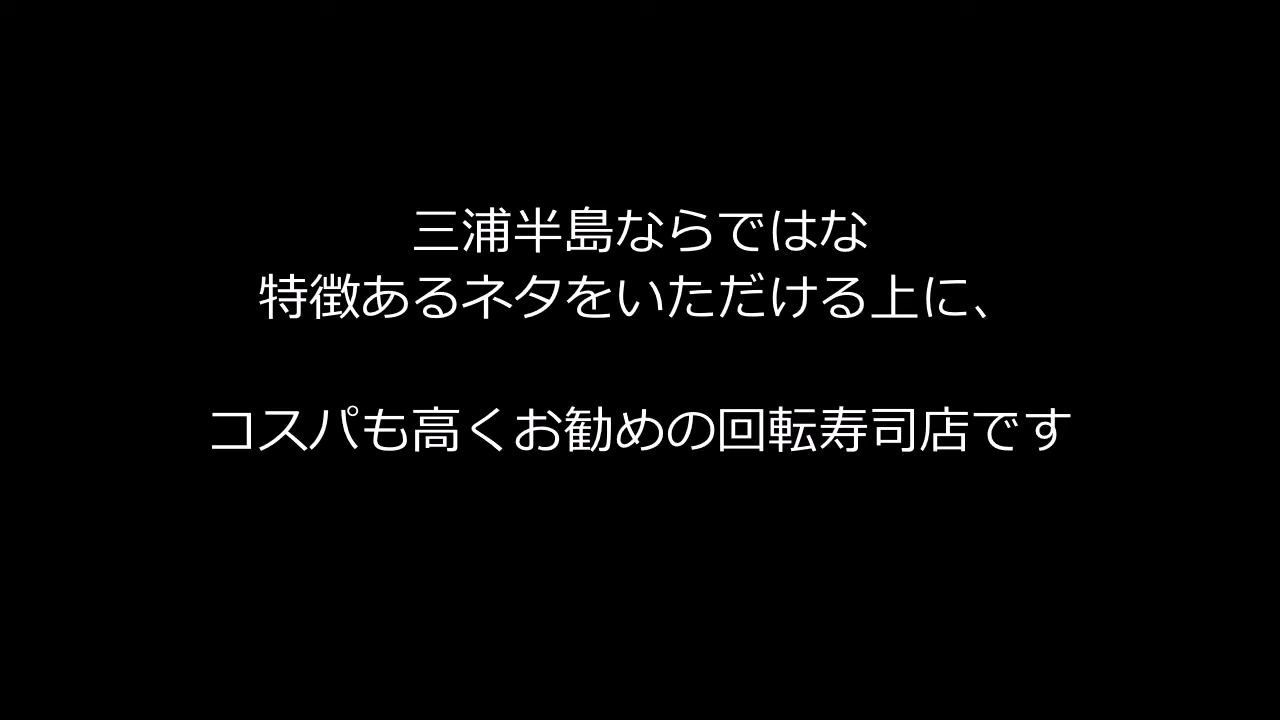 三浦半島ならではな
特徴あるネタをいただける上に、
コスパも高くお勧めの回転寿司店です